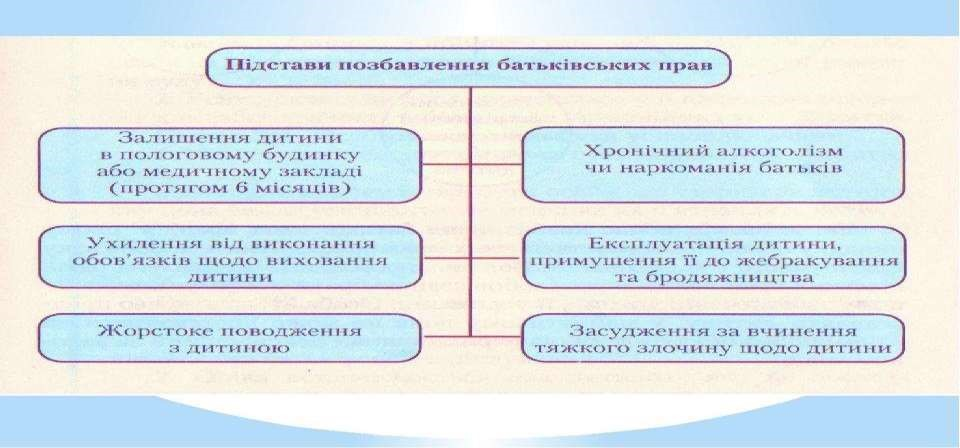 Підстави позбавлення батьківських прав
Залишення дитини
в пологовому будинку
або медичному закладі
(протягом 6 місяців)
Хронічний алкоголізм
чи наркоманія батьків
Ухилення від виконання
обов’язків щодо виховання
дитини
Експлуатація дитини,
примушення її до жебракування
та бродяжництва
Жорстоке поводження
з дитиною
Засудження за вчинення
тяжкого злочину щодо дитини